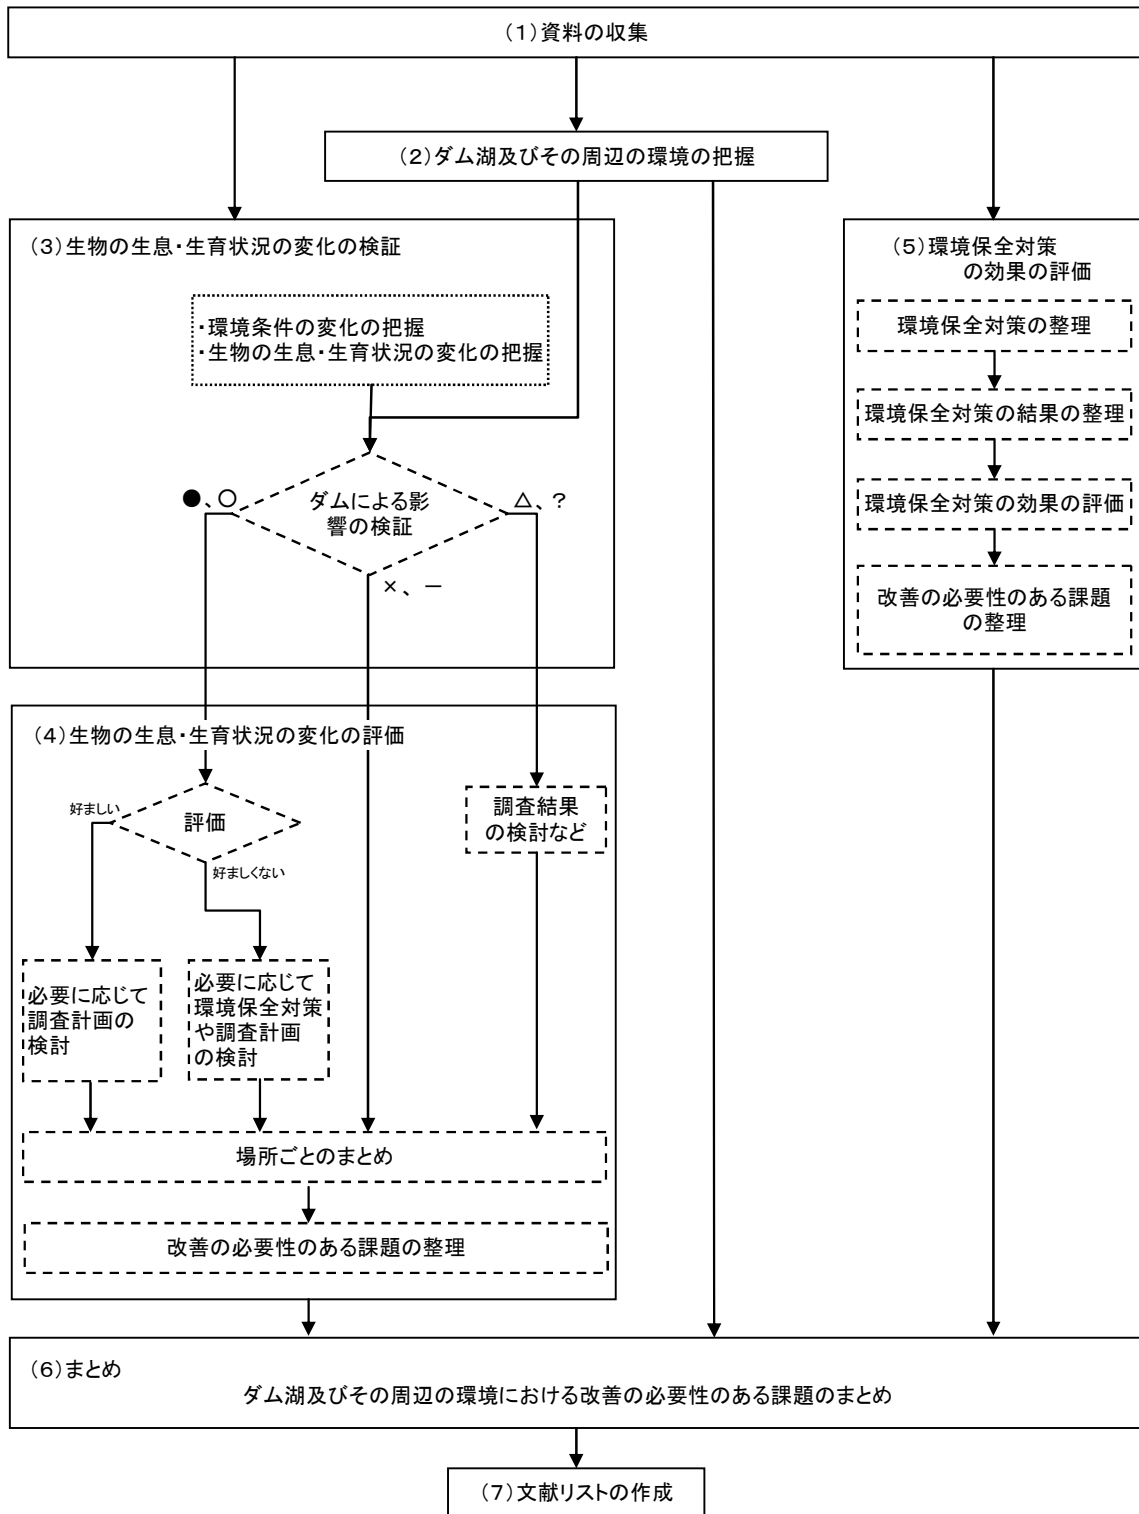 （1）資料の収集
（2）ダム湖及びその周辺の環境の把握
（3）生物の生息・生育状況の変化の検証
・環境条件の変化の把握
・生物の生息・生育状況の変化の把握
●、○
ダムによる影
響の検証
△、？
×、－
（4）生物の生息・生育状況の変化の評価
好ましい
評価
好ましくない
調査結果
の検討など
必要に応じて
調査計画の
検討
必要に応じて
環境保全対策
や調査計画
の検討
場所ごとのまとめ
改善の必要性のある課題の整理
（5）環境保全対策
の効果の評価
環境保全対策の整理
環境保全対策の結果の整理
環境保全対策の効果の評価
改善の必要性のある課題
の整理
（6）まとめ
ダム湖及びその周辺の環境における改善の必要性のある課題のまとめ
（7）文献リストの作成